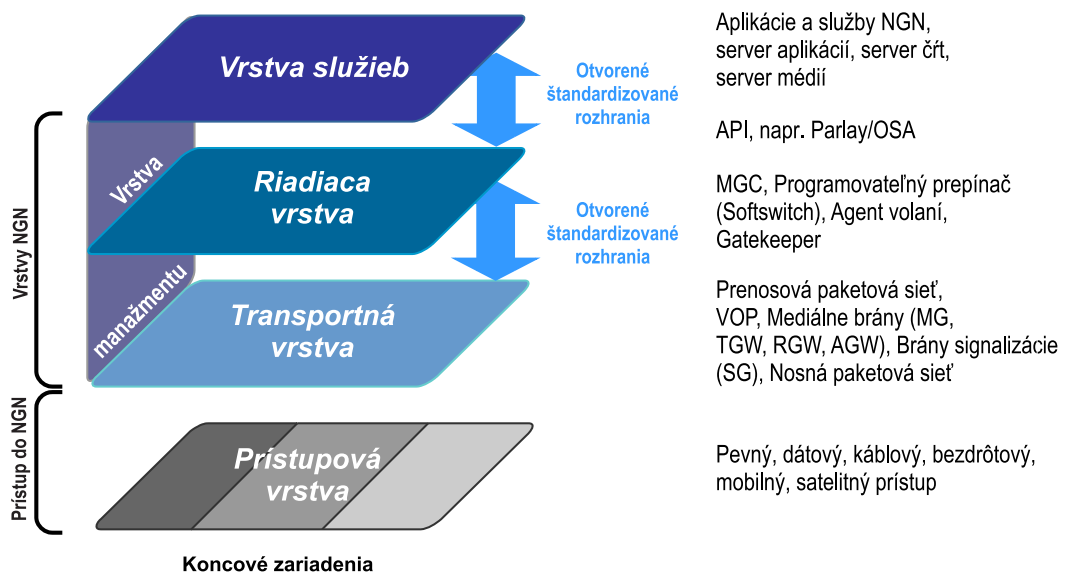 Vrstva služieb
Otvorené
štandardizované
rozhrania
Aplikácie a služby NGN,
server aplikácií, server čŕt,
server médií
API, napr. Parlay/OSA
Vrstvy NGN
Vrstva
manažmentu
Riadiaca
vrstva
Otvorené
štandardizované
rozhrania
MGC, Programovateľný prepínač
(Softswitch), Agent volaní,
Gatekeeper
Transportná
vrstva
Prenosová paketová sieť,
VOP, Mediálne brány (MG,
TGW, RGW, AGW), Brány signalizácie
(SG), Nosná paketová sieť
Prístup do NGN
Prístupová
vrstva
Pevný, dátový, káblový, bezdrôtový,
mobilný, satelitný prístup
Koncové zariadenia